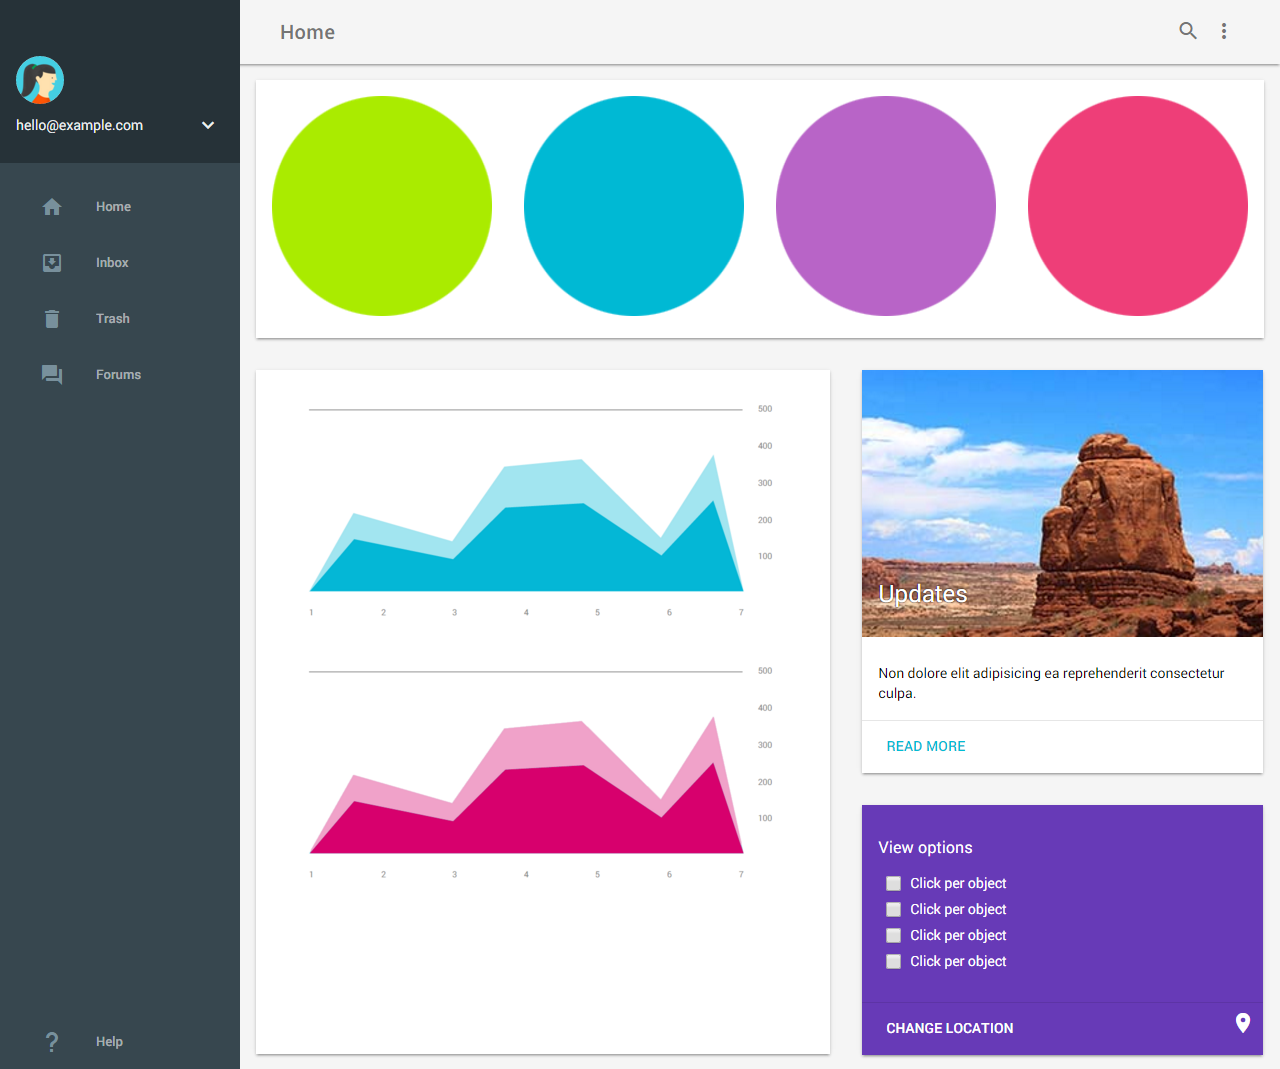 hello@example.com
Home
Inbox
Trash
Forums
Help
Home
500
400
300
200
100
1 2 3 4 5 6 7
500
400
300
200
100
1 2 3 4 5 6 7
Updates
Non dolore elit adipisicing ea reprehenderit consectetur
culpa.
READ MORE
View options
Click per object
Click per object
Click per object
Click per object
CHANGE LOCATION